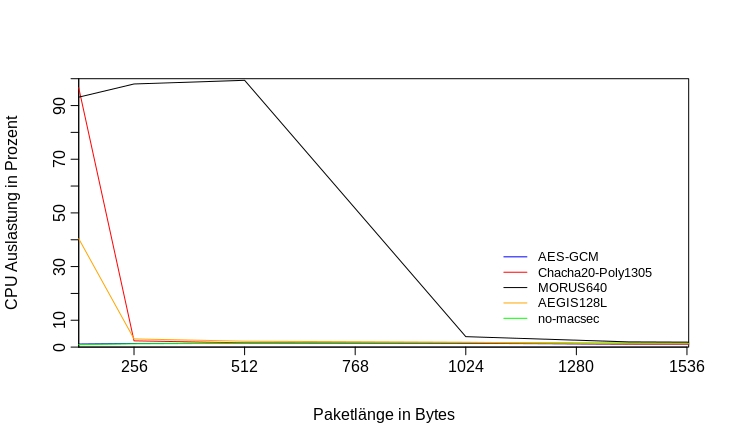 CPU Auslastung in Prozent
90
70
50
30
10
0
AES-GCM
Chacha20-Poly1305
MORUS640
AEGIS128L
no-macsec
256 512 768 1024 1280 1536
Paketlänge in Bytes